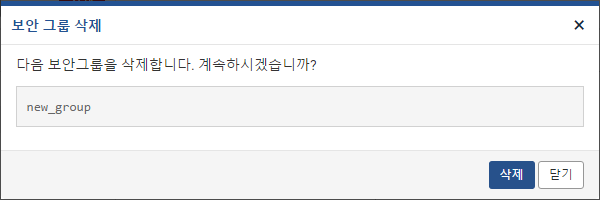 보안 그룹 삭제
다음 보안그룹을 삭제합니다. 계속하시겠습니까?
new_group
삭제 닫기